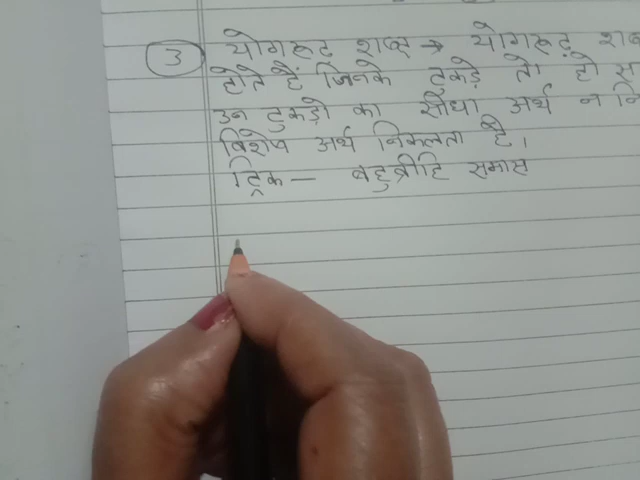 3 योगरूढ़ शब्द → योगरूढ़ शब्
होते हैं जिनके टुकड़े तो हो स
उन टुकड़ो का सीधा अर्थ न नि
विशेष अर्थ निकलता है।
ट्रिक — बहुव्रीहि समास